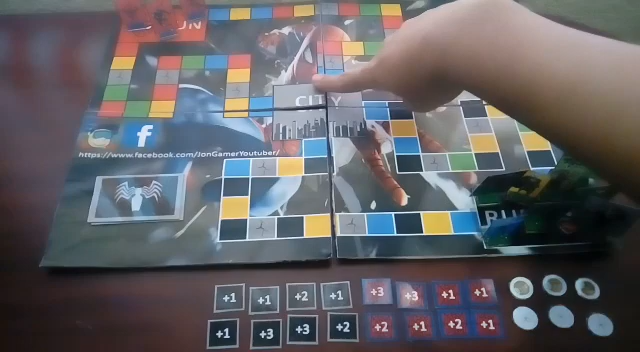 CITY
f
https://www.facebook.com/JonGamerYoutuber/
+1 +1 +2 +1 +3 +3 +1 +1
+1 +3 +3 +2 +2 +1 +2 +1